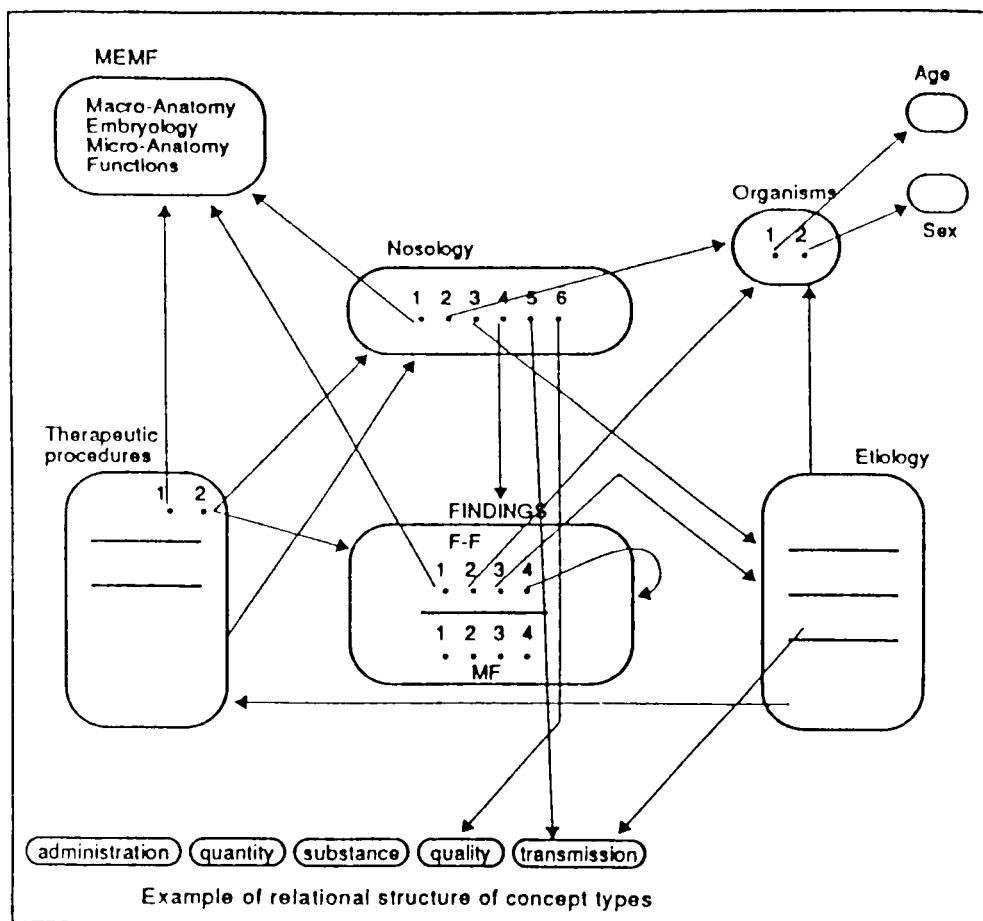 MEMF
Macro-Anatomy
Embryology
Micro-Anatomy
Functions
Age
Organisms
1 2
Sex
Nosology
1 2 3 4 5 6
Therapeutic
procedures
1 2
Etiology
FINDINGS
F-F
1 2 3 4
1 2 3 4
MF
administration quantity substance quality transmission
Example of relational structure of concept types